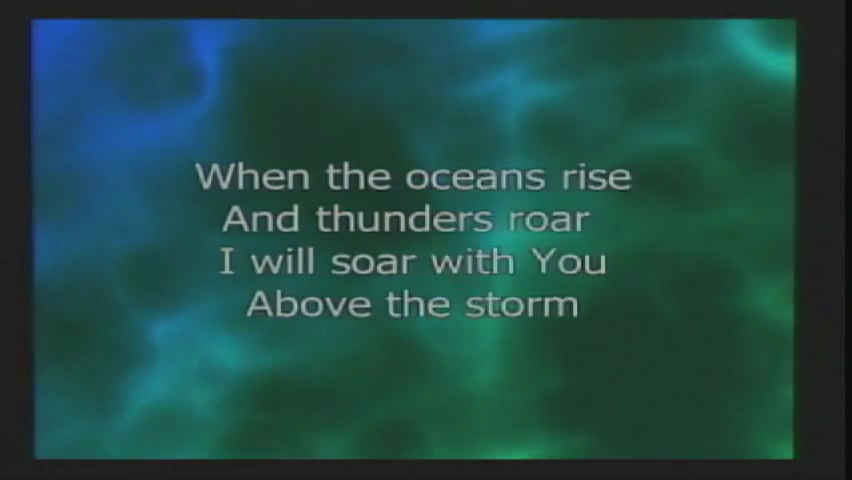 When the oceans rise
And thunders roar
I will soar with You
Above the storm